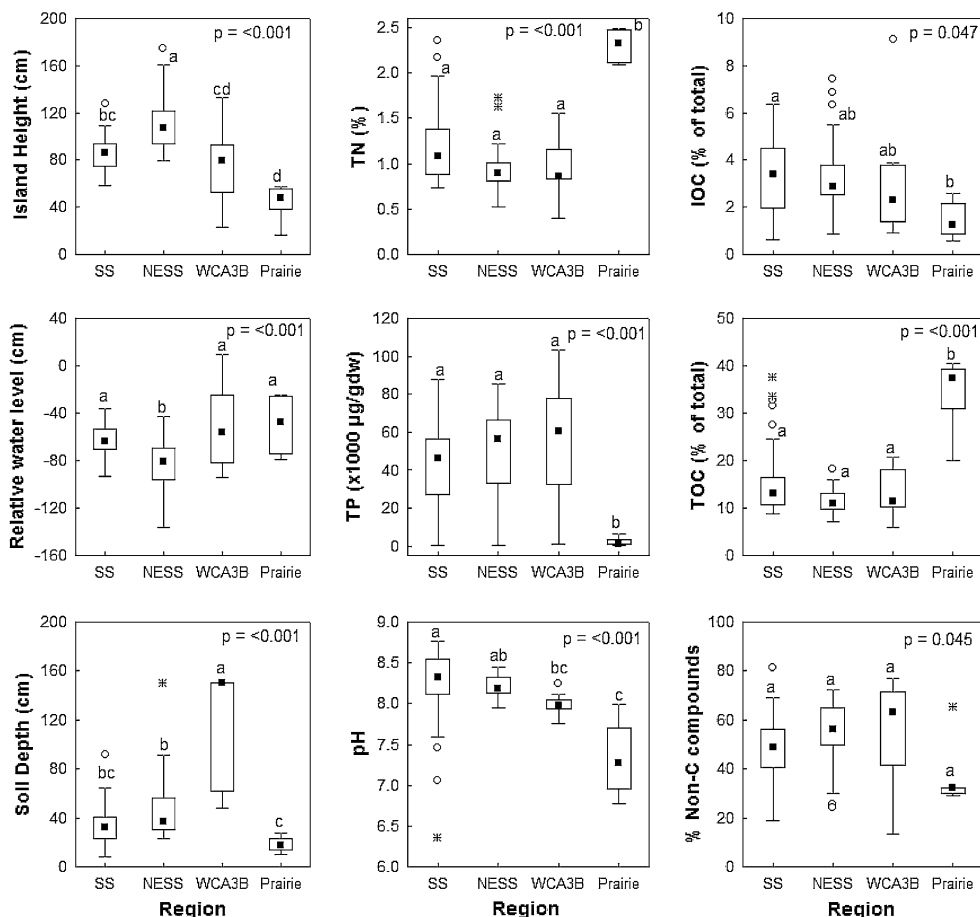 p = <0.001
Island Height (cm)
200
160
120
80
40
0
bc
a
cd
d
SS NESS WCA3B Prairie
p = <0.001
TN (%)
2.5
2.0
1.5
1.0
0.5
0.0
a
a
a
b
SS NESS WCA3B Prairie
p = 0.047
IOC (% of total)
10
8
6
4
2
0
a
ab
ab
b
SS NESS WCA3B Prairie
p = <0.001
Relative water level (cm)
40
0
-40
-80
-120
-160
a
b
a
a
SS NESS WCA3B Prairie
p = <0.001
TP (x1000 µg/gdw)
120
100
80
60
40
20
0
a
a
a
b
SS NESS WCA3B Prairie
p = <0.001
TOC (% of total)
50
40
30
20
10
0
a
a
a
b
SS NESS WCA3B Prairie
p = <0.001
Soil Depth (cm)
200
160
120
80
40
0
bc
b
a
c
SS NESS WCA3B Prairie
Region
p = <0.001
pH
9.0
8.5
8.0
7.5
7.0
6.5
6.0
a
ab
bc
c
SS NESS WCA3B Prairie
Region
p = 0.045
% Non-C compounds
100
80
60
40
20
0
a
a
a
a
SS NESS WCA3B Prairie
Region